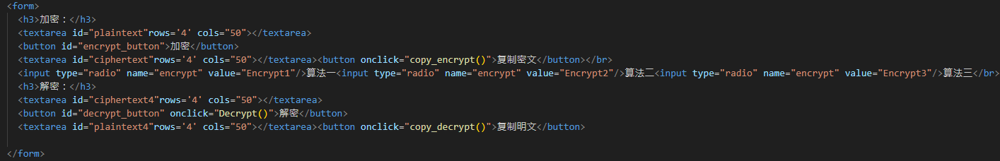 <form>
<h3>加密：</h3>
<textarea id="plaintext"rows='4' cols="50"></textarea>
<button id="encrypt_button">加密</button>
<textarea id="ciphertext"rows='4' cols="50"></textarea><button onclick="copy_encrypt()">复制密文</button></br>
<input type="radio" name="encrypt" value="Encrypt1"/>算法一<input type="radio" name="encrypt" value="Encrypt2"/>算法二<input type="radio" name="encrypt" value="Encrypt3"/>算法三</br>
<h3>解密：</h3>
<textarea id="ciphertext4"rows='4' cols="50"></textarea>
<button id="decrypt_button" onclick="Decrypt()">解密</button>
<textarea id="plaintext4"rows='4' cols="50"></textarea><button onclick="copy_decrypt()">复制明文</button>
</form>